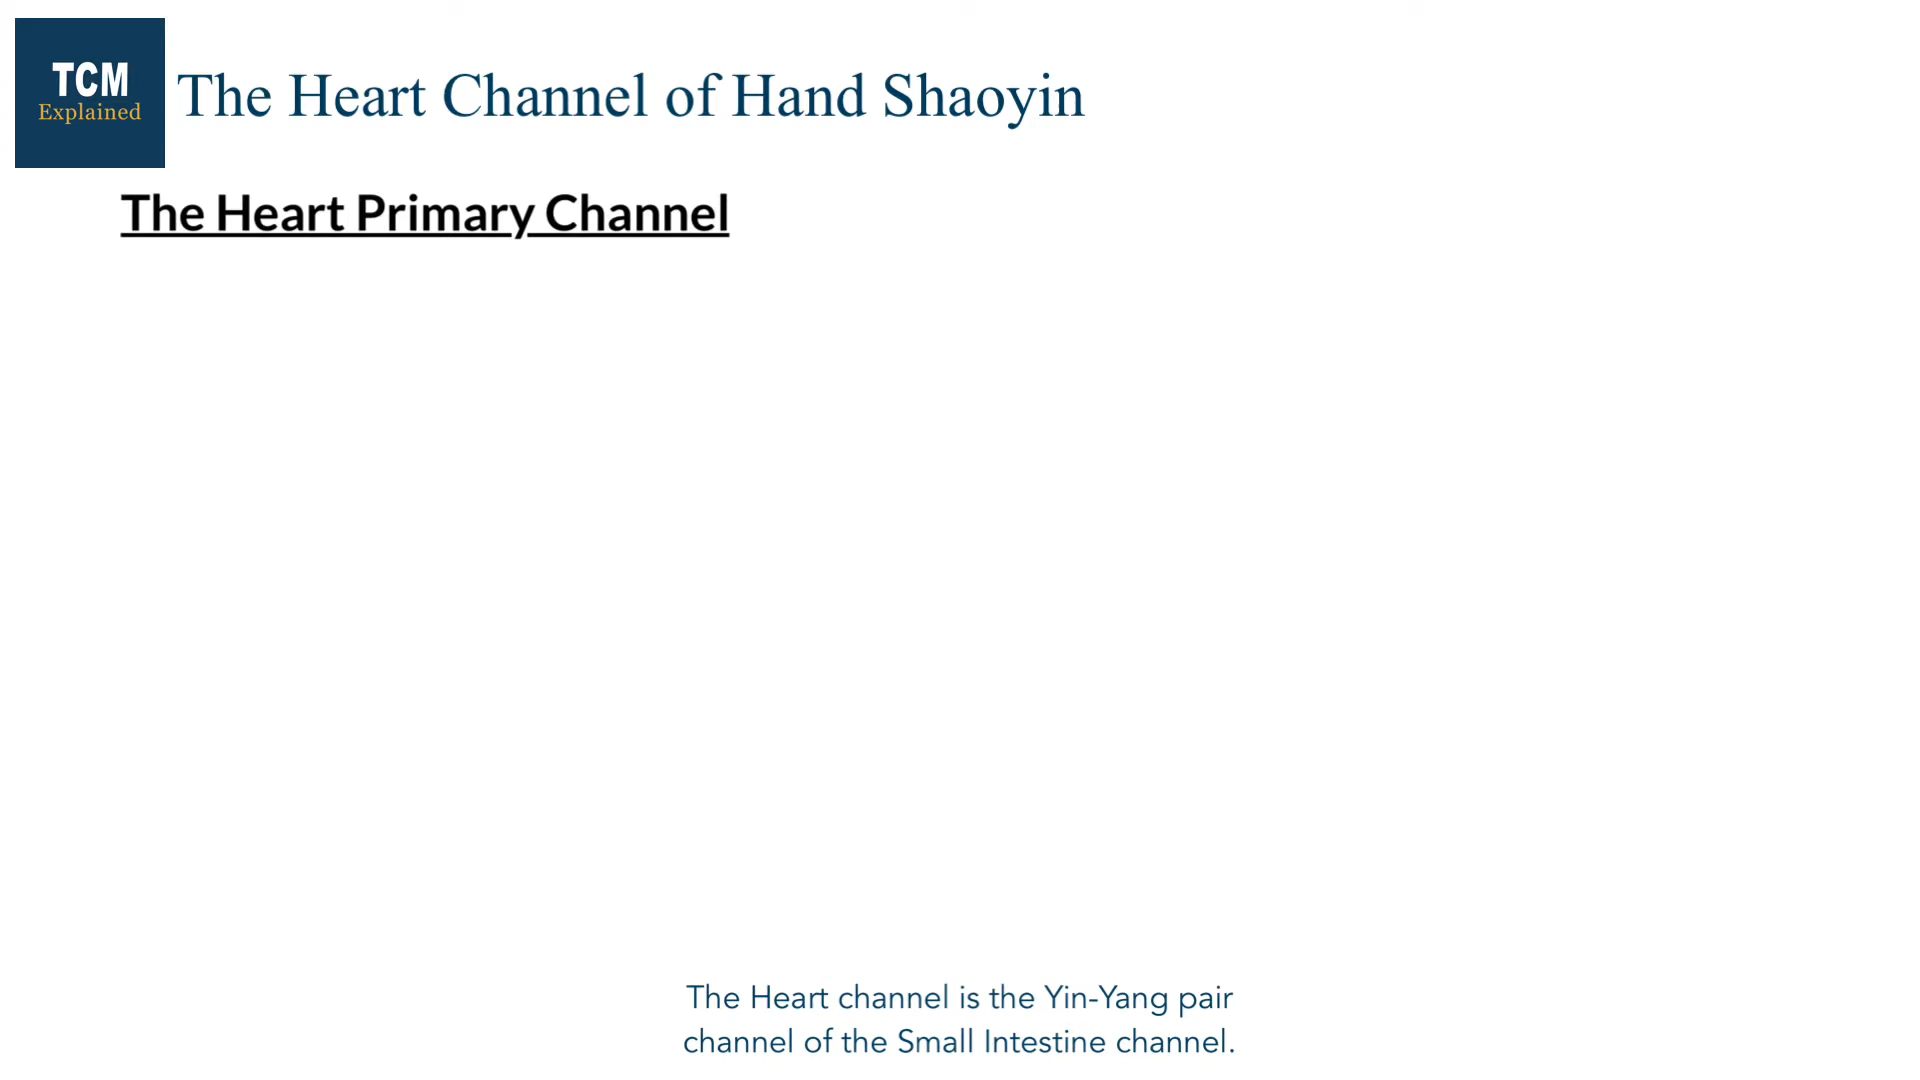 TCM
Explained
The Heart Channel of Hand Shaoyin
The Heart Primary Channel
The Heart channel is the Yin-Yang pair
channel of the Small Intestine channel.